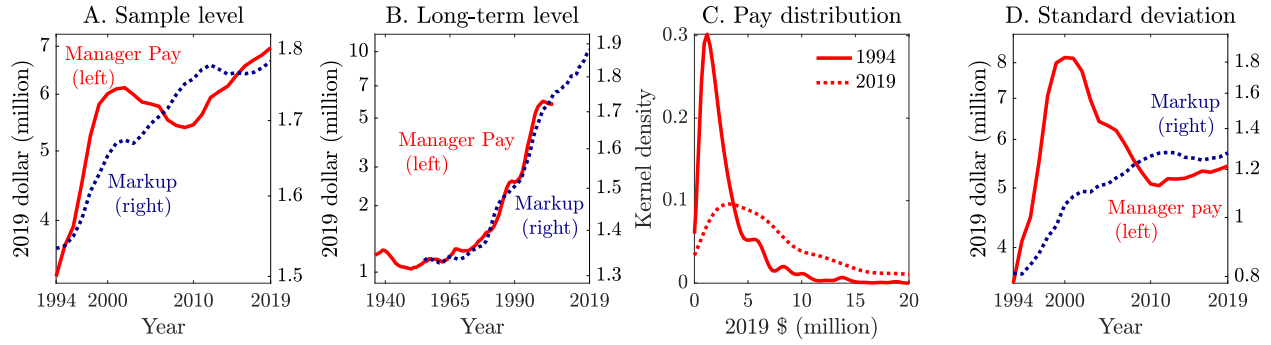 A. Sample level
2019 dollar (million)
7
6
5
4
Manager Pay
(left)
Markup
(right)
1.8
1.7
1.6
1.5
1994
2000
2010
2019
Year
B. Long-term level
2019 dollar (million)
10
7
5
3
2
1
Manager Pay
(left)
Markup
(right)
1.9
1.8
1.7
1.6
1.5
1.4
1.3
1940
1965
1990
2019
Year
C. Pay distribution
Kernel density
0.3
0.2
0.1
0
1994
2019
0
5
10
15
20
2019 $ (million)
D. Standard deviation
2019 dollar (million)
8
7
6
5
4
Markup
(right)
Manager pay
(left)
1.8
1.6
1.4
1.2
1
0.8
1994
2000
2010
2019
Year